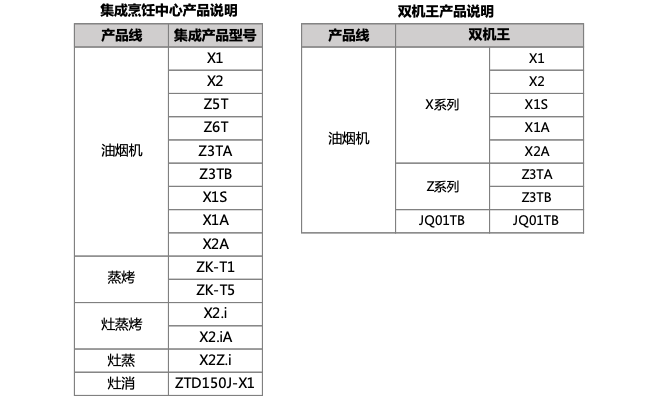 集成烹饪中心产品说明
产品线 集成产品型号
油烟机
X1
X2
Z5T
Z6T
Z3TA
Z3TB
X1S
X1A
X2A
蒸烤
ZK-T1
ZK-T5
灶蒸烤
X2.i
X2.iA
灶蒸 X2Z.i
灶消 ZTD150J-X1
双机王产品说明
产品线 双机王
油烟机
X系列
X1
X2
X1S
X1A
X2A
Z系列
Z3TA
Z3TB
JQ01TB JQ01TB